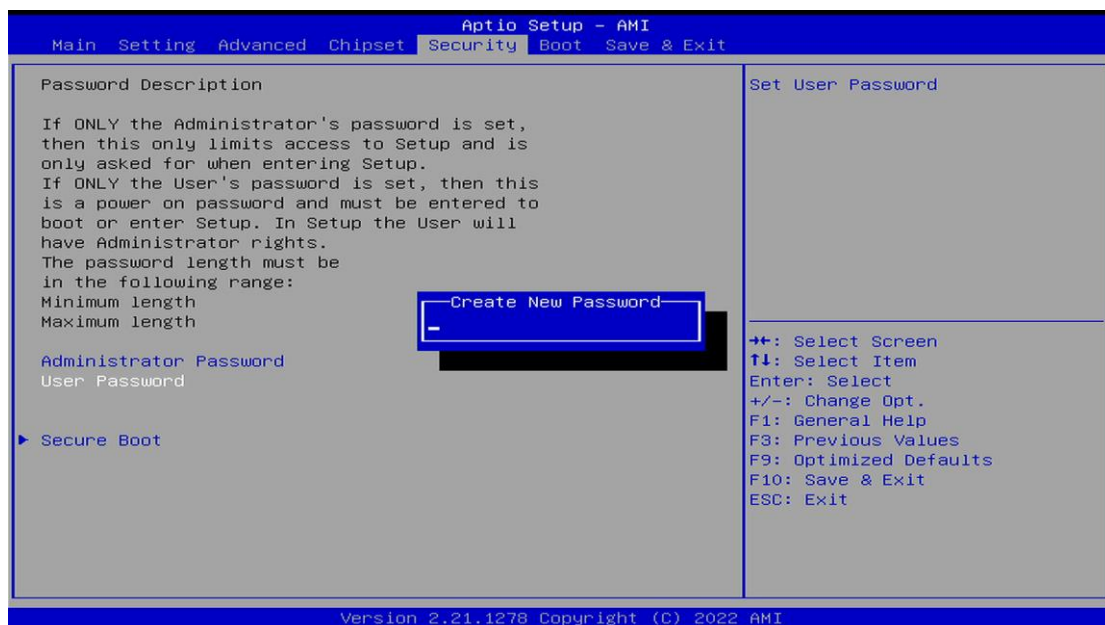 Aptio Setup - AMI
Main Setting Advanced Chipset Security Boot Save & Exit
Password Description
If ONLY the Administrator's password is set,
then this only limits access to Setup and is
only asked for when entering Setup.
If ONLY the User's password is set, then this
is a power on password and must be entered to
boot or enter Setup. In Setup the User will
have Administrator rights.
The password length must be
in the following range:
Minimum length
Maximum length
Administrator Password
User Password
Secure Boot
Create New Password
Set User Password
→←: Select Screen
↑↓: Select Item
Enter: Select
+/-: Change Opt.
F1: General Help
F3: Previous Values
F9: Optimized Defaults
F10: Save & Exit
ESC: Exit
Version 2.21.1278 Copyright (C) 2022 AMI